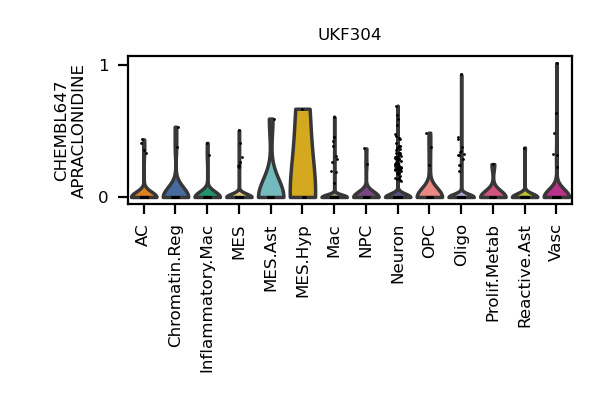 UKF304
CHEMBL647
APRACLONIDINE
1
0
AC
Chromatin.Reg
Inflammatory.Mac
MES
MES.Ast
MES.Hyp
Mac
NPC
Neuron
OPC
Oligo
Prolif.Metab
Reactive.Ast
Vasc